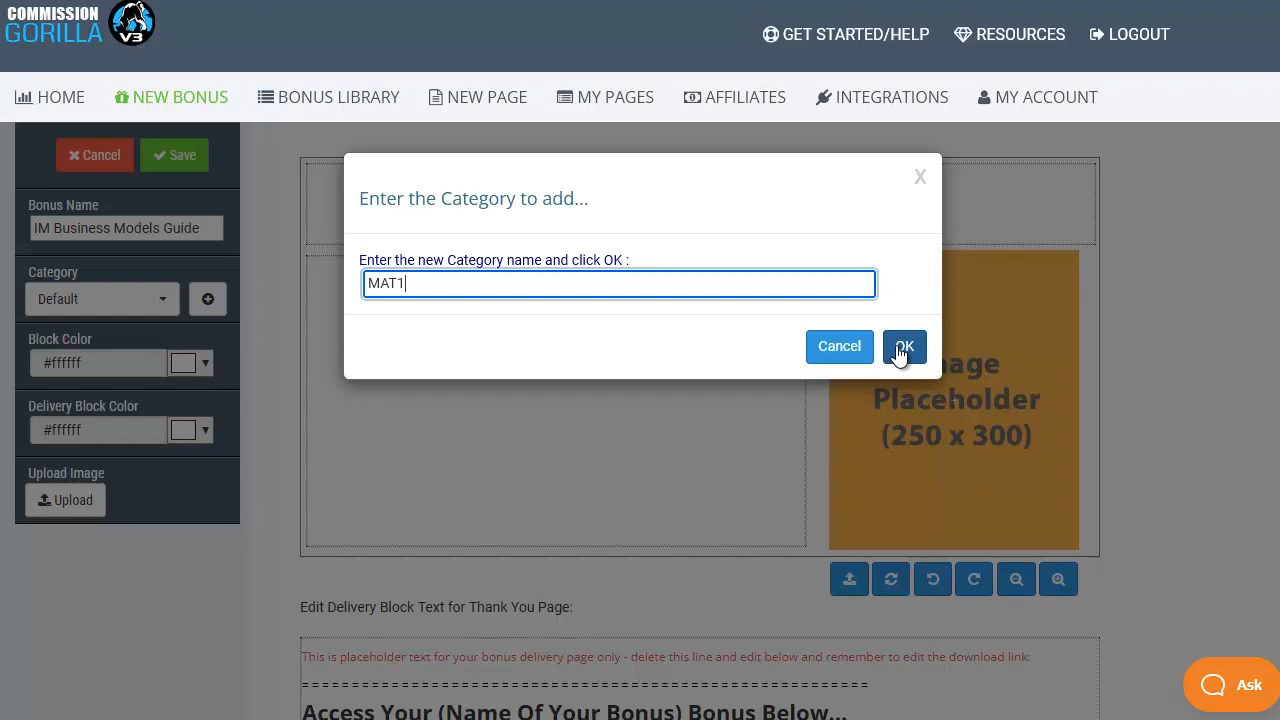 COMMISSION
GORILLA
V3
GET STARTED/HELP
RESOURCES
LOGOUT
HOME
NEW BONUS
BONUS LIBRARY
NEW PAGE
MY PAGES
AFFILIATES
INTEGRATIONS
MY ACCOUNT
Cancel
Save
Bonus Name
IM Business Models Guide
Category
Default
Block Color
#ffffff
Delivery Block Color
#ffffff
Upload Image
Upload
X
Enter the Category to add...
Enter the new Category name and click OK :
MAT1
Cancel
OK
Placeholder
(250 x 300)
Edit Delivery Block Text for Thank You Page:
This is placeholder text for your bonus delivery page only - delete this line and edit below and remember to edit the download link:
= = = = = = = = = = = = = = = = = = = = = = = = = = = = = = = = = = = = = = = = = = = = = = = = = = = = = = =
Access Your (Name Of Your Bonus) Bonus Below...
Ask